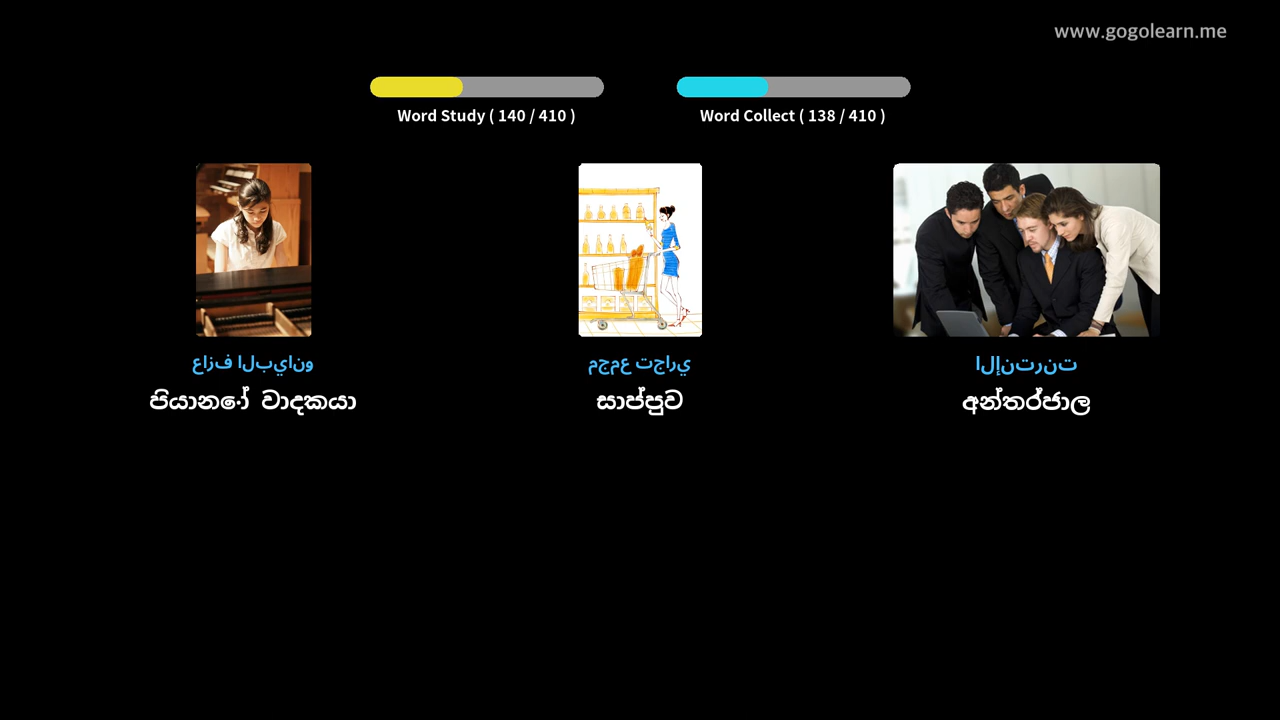 www.gogolearn.me
Word Study ( 140 / 410 )
Word Collect ( 138 / 410 )
عازف البيانو
පියානෝ වාදකයා
مجمع تجاري
සාප්පුව
الإنترنت
අන්තර්ජාල